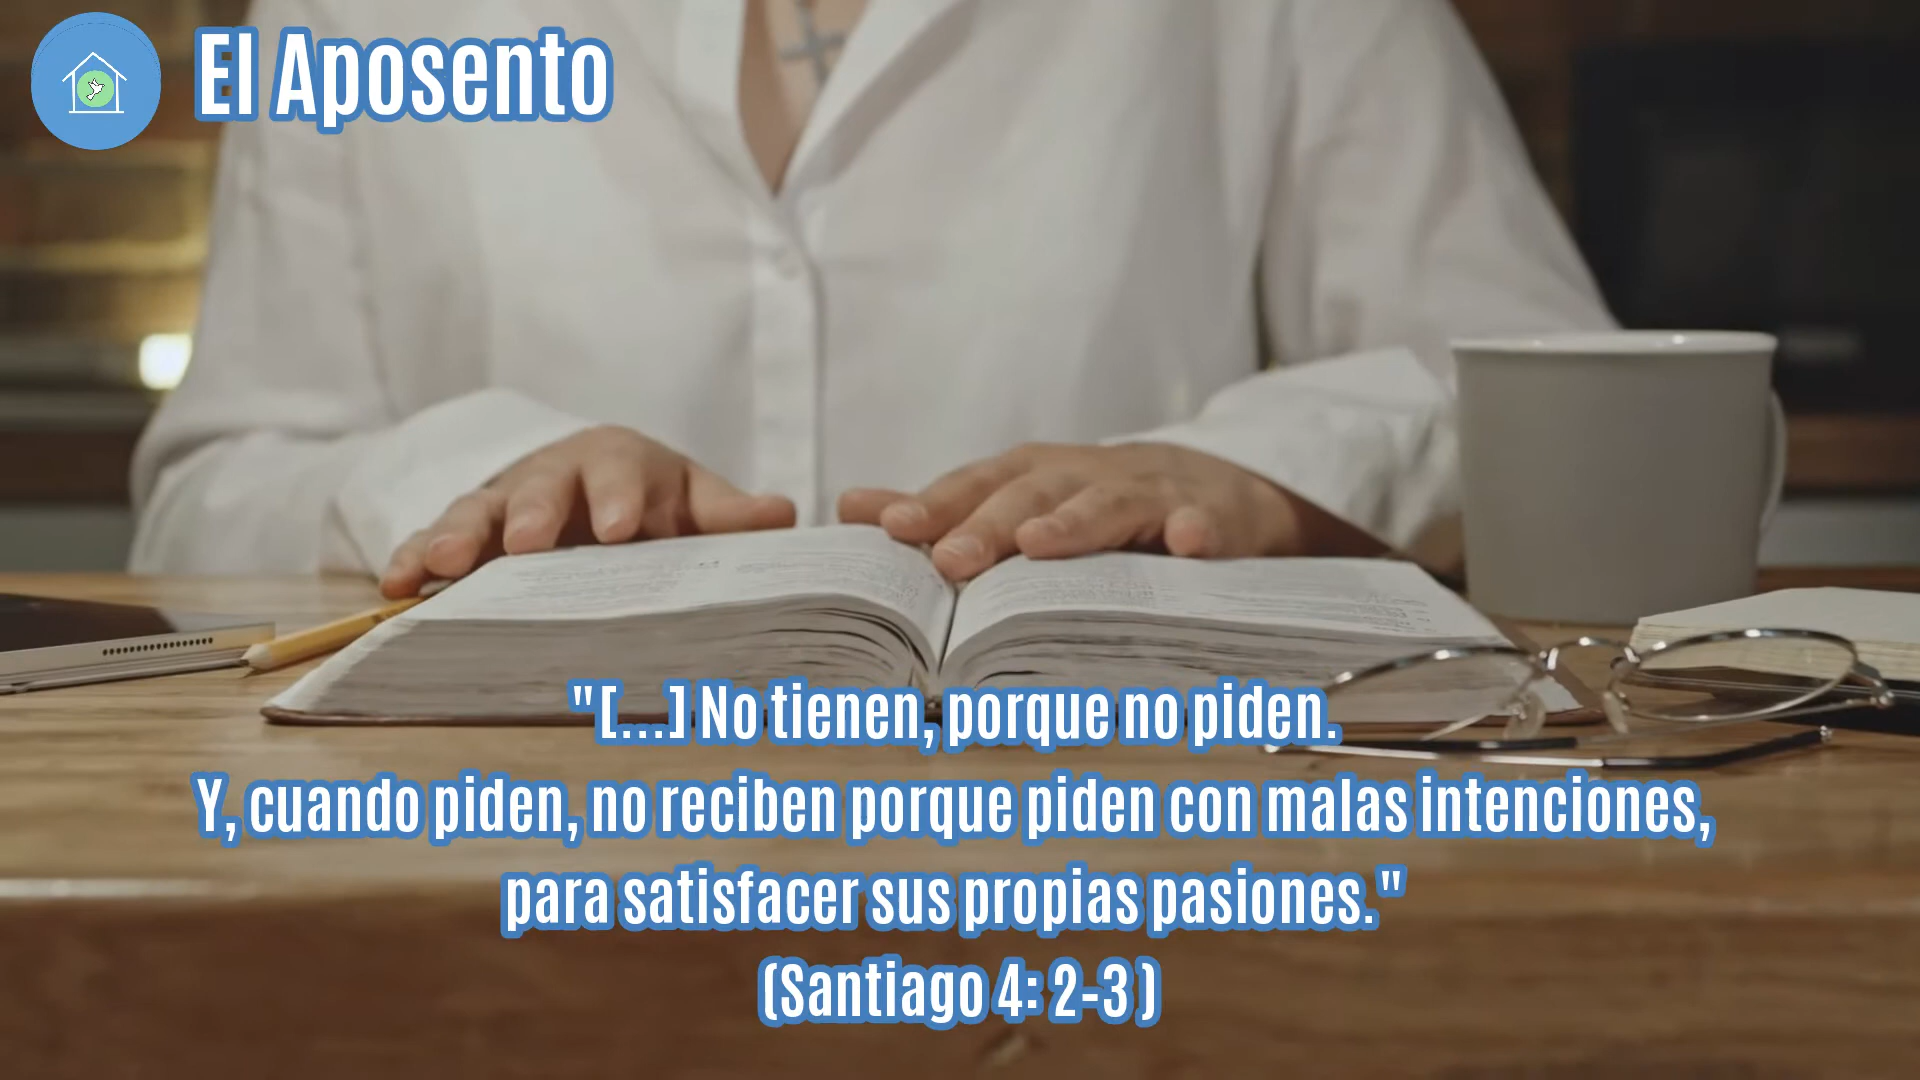 El Aposento
"[...] No tienen, porque no piden.
Y, cuando piden, no reciben porque piden con malas intenciones,
para satisfacer sus propias pasiones."
(Santiago 4: 2-3 )